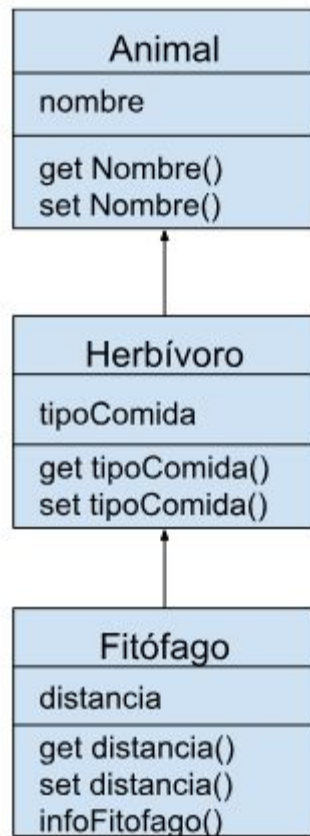 Animal
nombre
get Nombre()
set Nombre()
Herbívoro
tipoComida
get tipoComida()
set tipoComida()
Fitófago
distancia
get distancia()
set distancia()
infoFitofago()